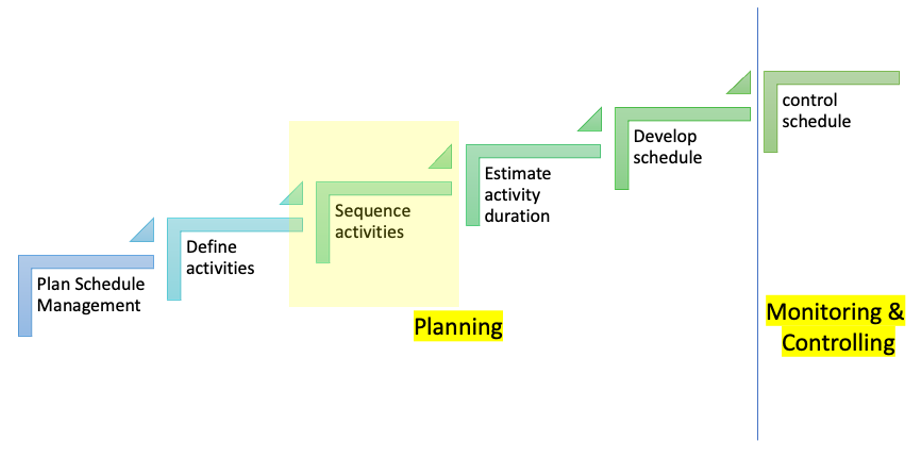 Plan Schedule
Management
Define
activities
Sequence
activities
Estimate
activity
duration
Develop
schedule
control
schedule
Planning
Monitoring &
Controlling